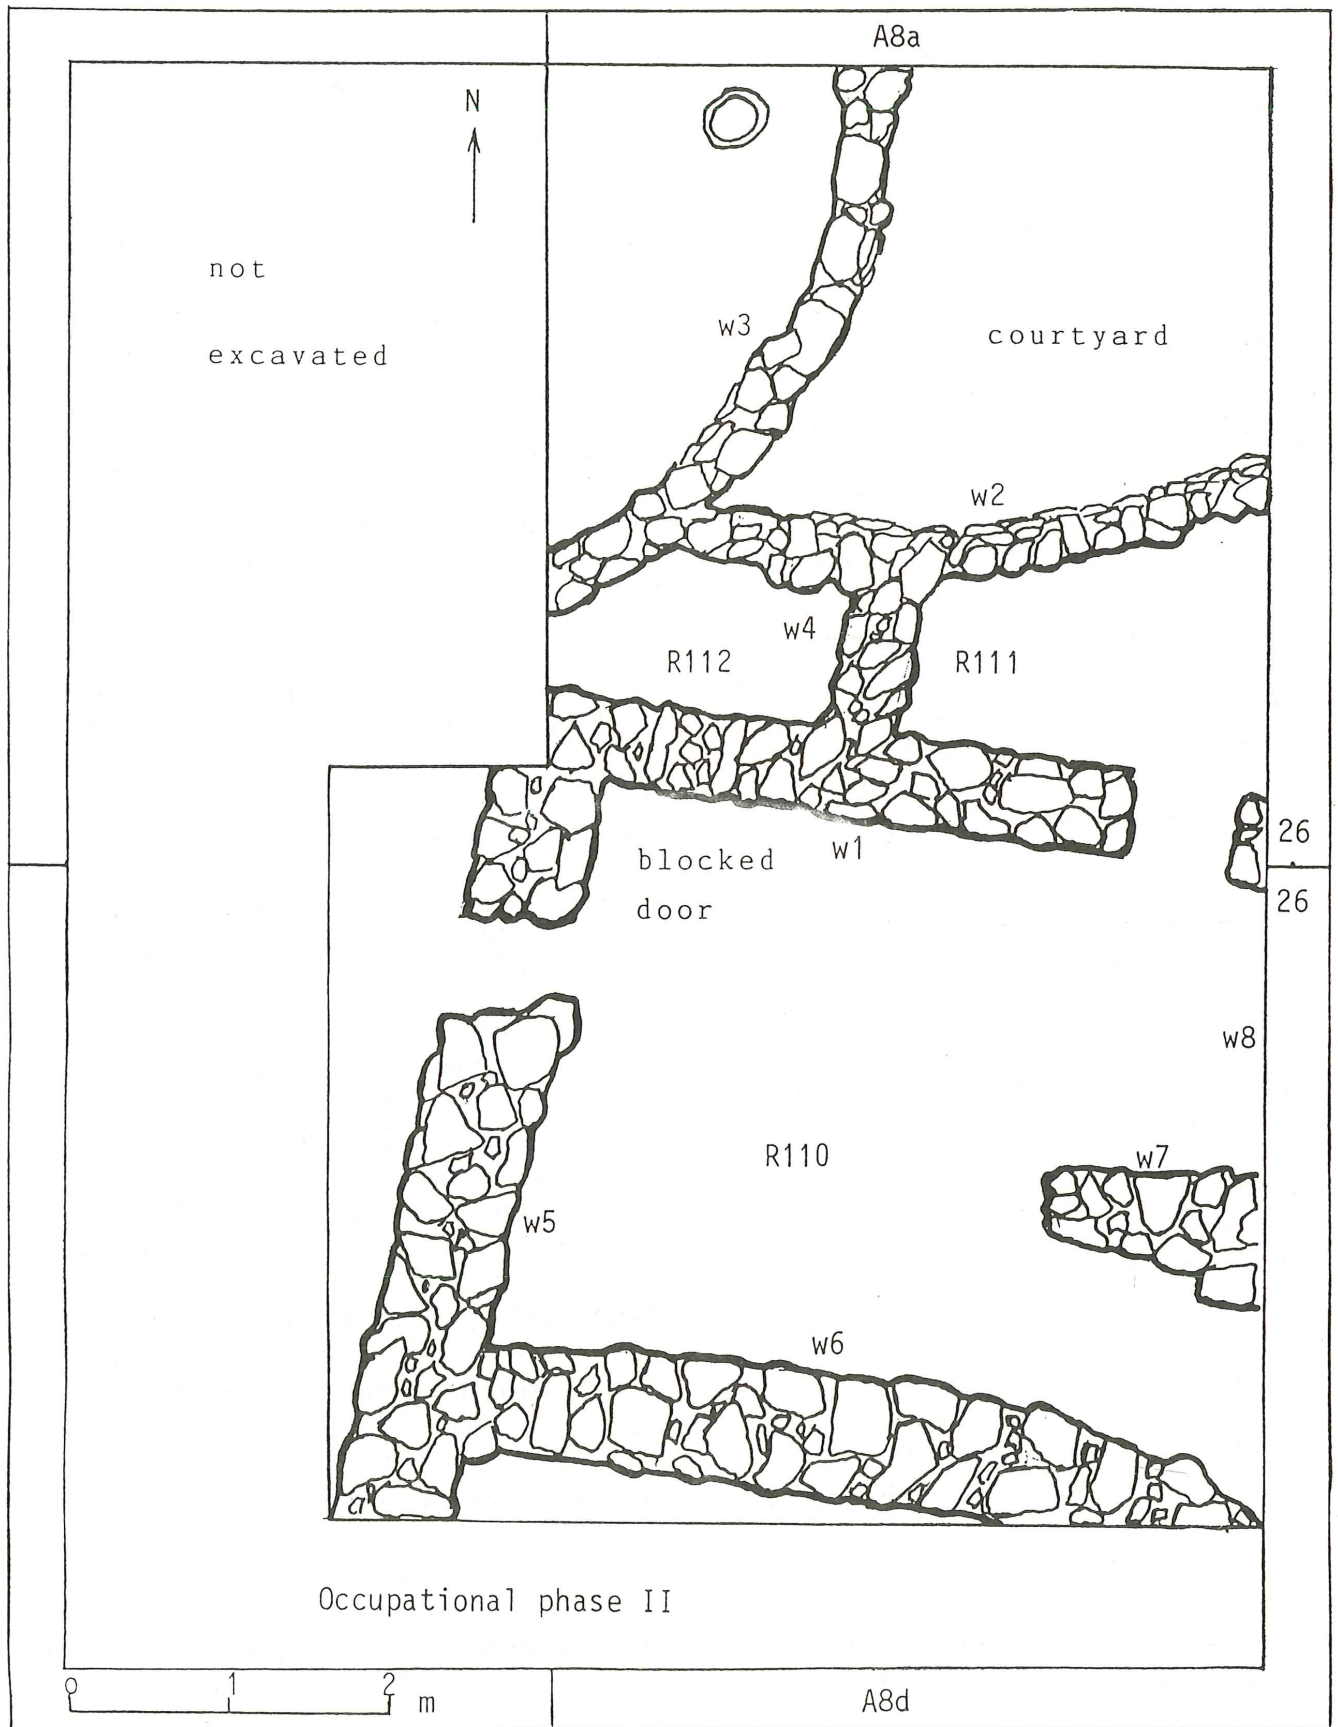 A8a
N
not
excavated
w3
courtyard
w2
w4
R112
R111
26
blocked
door
w1
26
w8
R110
w7
w5
w6
Occupational phase II
0 1 2 m
A8d